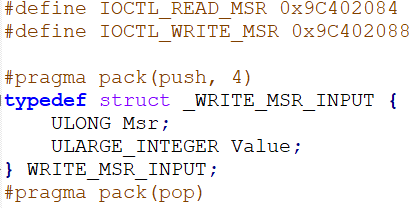 #define IOCTL_READ_MSR 0x9C402084
#define IOCTL_WRITE_MSR 0x9C402088

#pragma pack(push, 4)
typedef struct _WRITE_MSR_INPUT {
    ULONG Msr;
    ULARGE_INTEGER Value;
} WRITE_MSR_INPUT;
#pragma pack(pop)